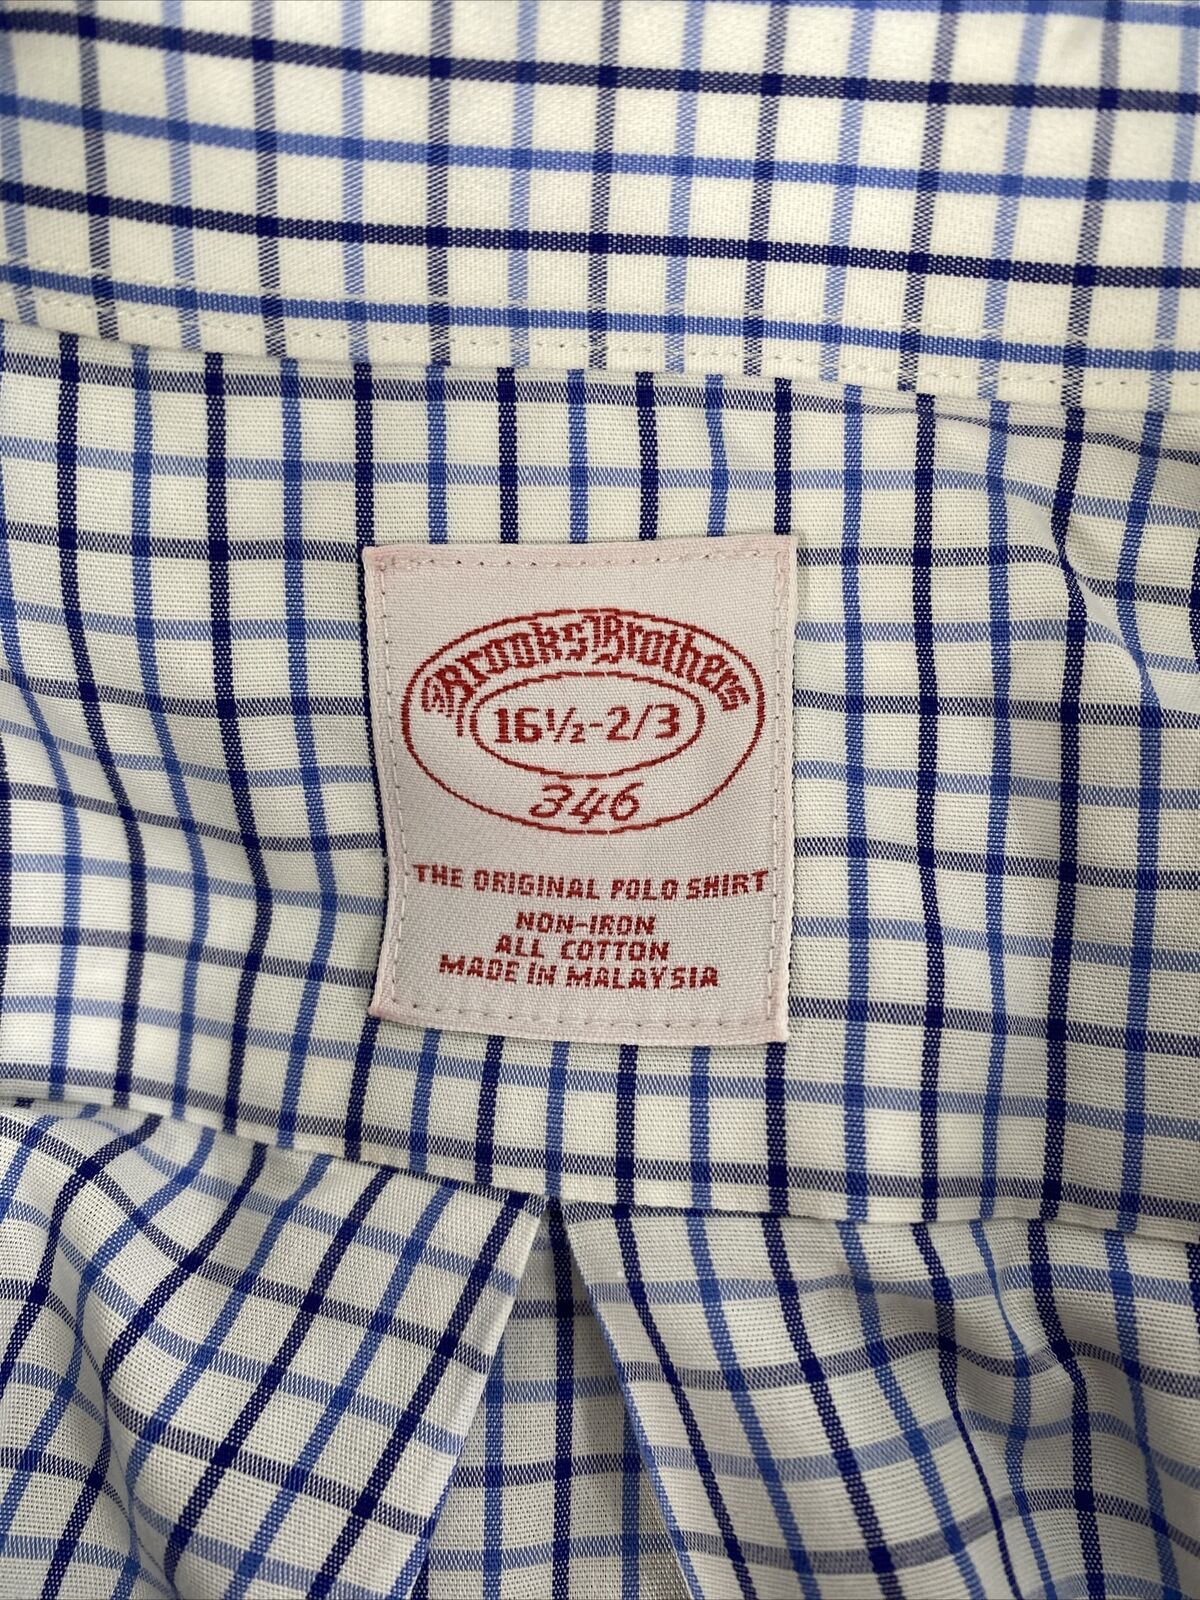 Brooks Brothers
16½-2/3
346
THE ORIGINAL POLO SHIRT
NON-IRON
ALL COTTON
MADE IN MALAYSIA